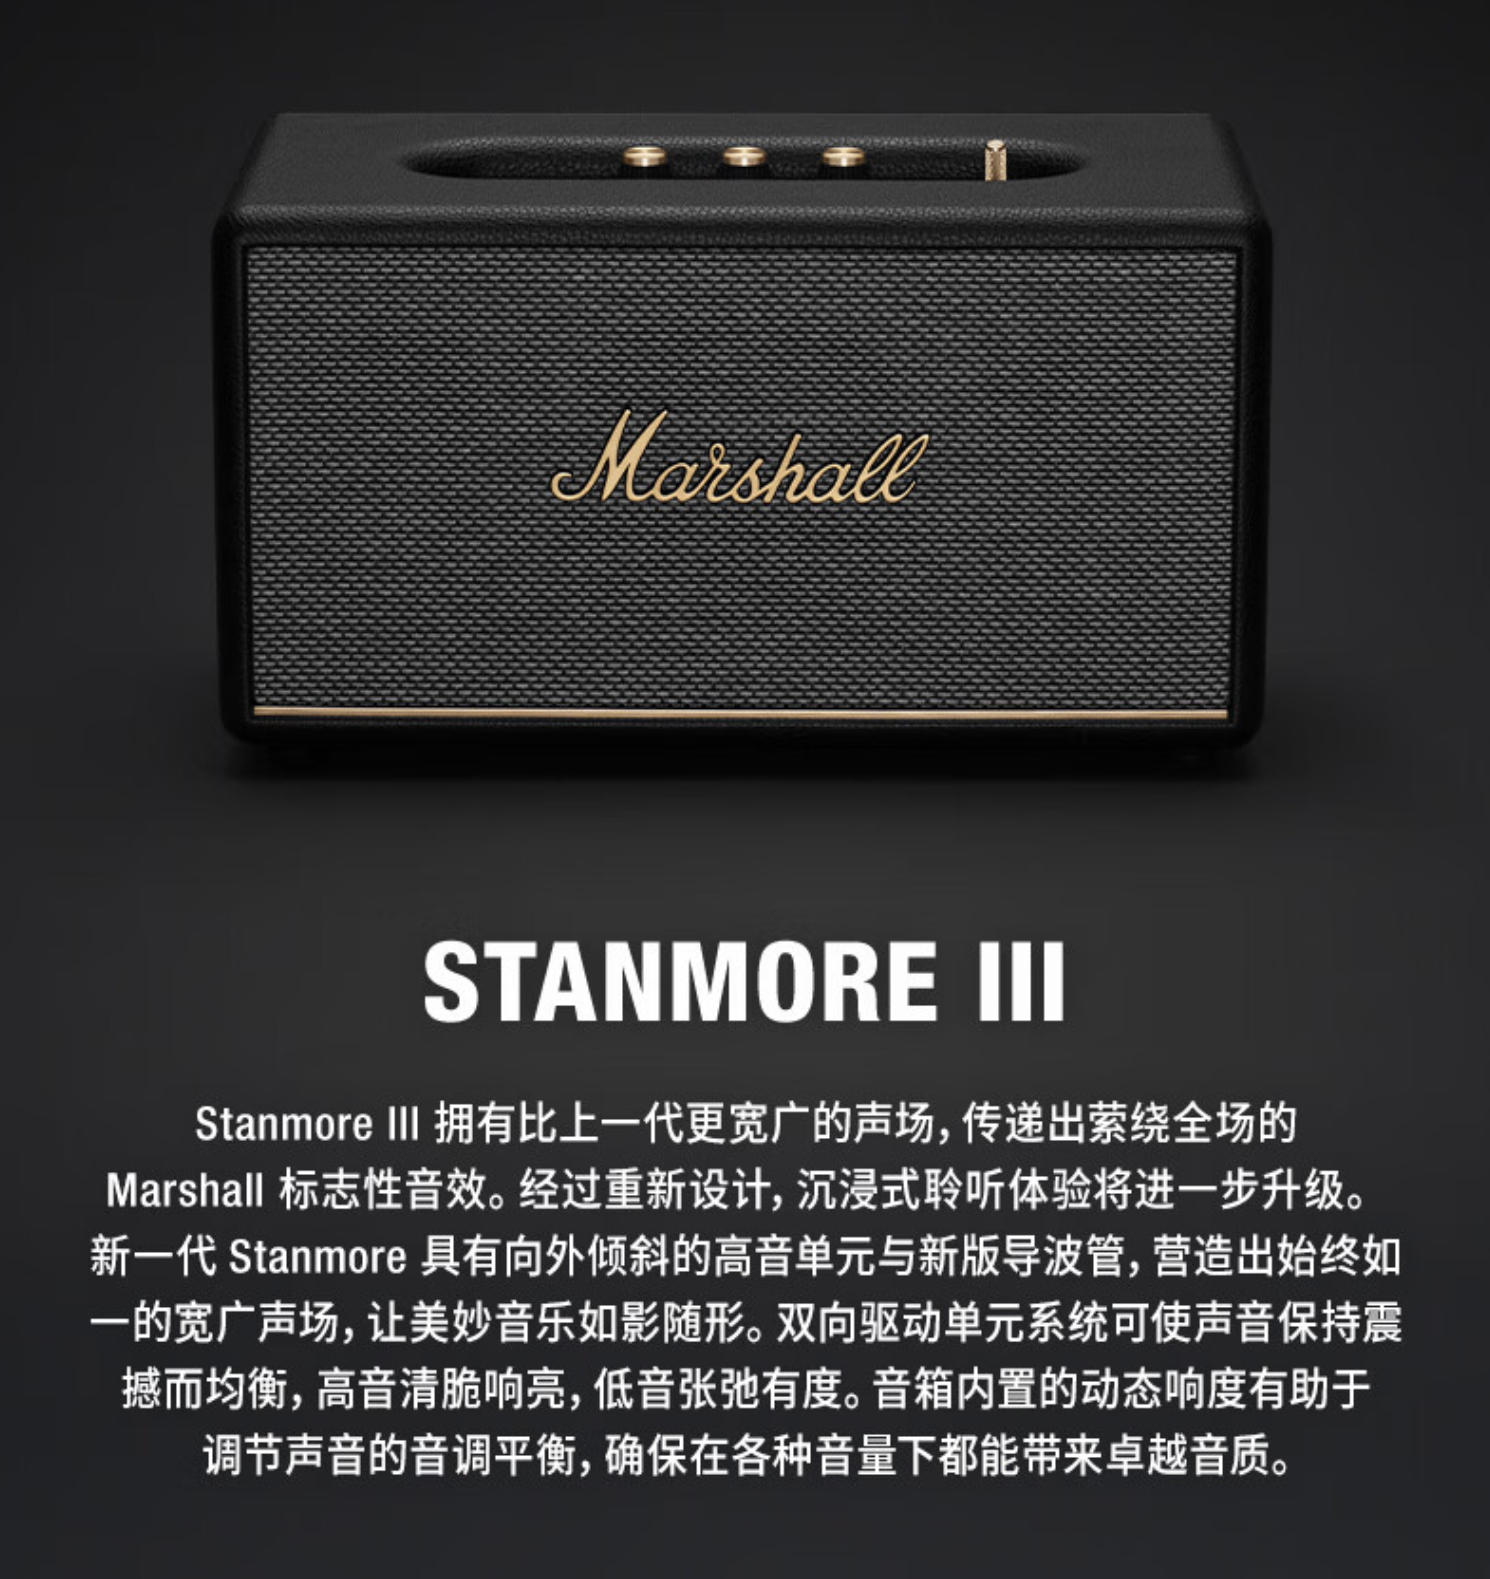 Marshall
STANMORE III
Stanmore III 拥有比上一代更宽广的声场，传递出萦绕全场的
Marshall 标志性音效。经过重新设计，沉浸式聆听体验将进一步升级。
新一代 Stanmore 具有向外倾斜的高音单元与新版导波管，营造出始终如
一的宽广声场，让美妙音乐如影随形。双向驱动单元系统可使声音保持震
撼而均衡，高音清脆响亮，低音张弛有度。音箱内置的动态响度有助于
调节声音的音调平衡，确保在各种音量下都能带来卓越音质。